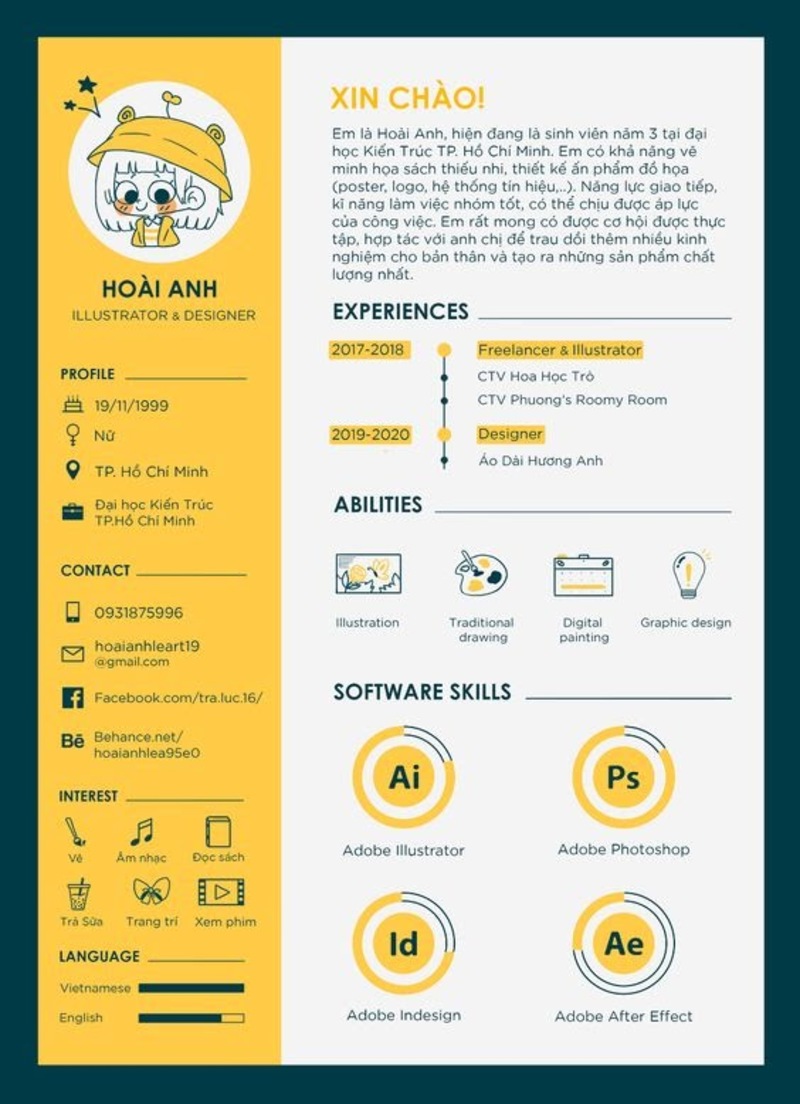 HOÀI ANH
ILLUSTRATOR & DESIGNER
PROFILE
19/11/1999
Nữ
TP. Hồ Chí Minh
Đại học Kiến Trúc
TP.Hồ Chí Minh
CONTACT
0931875996
hoaianhleart19
@gmail.com
Facebook.com/tra.luc.16/
Bē Behance.net/
hoaianhlea95e0
INTEREST
Vẽ
Âm nhạc
Đọc sách
Trà Sữa
Trang trí
Xem phim
LANGUAGE
Vietnamese
English
XIN CHÀO!
Em là Hoài Anh, hiện đang là sinh viên năm 3 tại đại
học Kiến Trúc TP. Hồ Chí Minh. Em có khả năng vẽ
minh họa sách thiếu nhi, thiết kế ấn phẩm đồ họa
(poster, logo, hệ thống tín hiệu,..). Năng lực giao tiếp,
kĩ năng làm việc nhóm tốt, có thể chịu được áp lực
của công việc. Em rất mong có được cơ hội được thực
tập, hợp tác với anh chị để trau dồi thêm nhiều kinh
nghiệm cho bản thân và tạo ra những sản phẩm chất
lượng nhất.
EXPERIENCES
2017-2018 Freelancer & Illustrator
CTV Hoa Học Trò
CTV Phuong's Roomy Room
2019-2020 Designer
Áo Dài Hương Anh
ABILITIES
Illustration
Traditional
drawing
Digital
painting
Graphic design
SOFTWARE SKILLS
Ai
Adobe Illustrator
Ps
Adobe Photoshop
Id
Adobe Indesign
Ae
Adobe After Effect